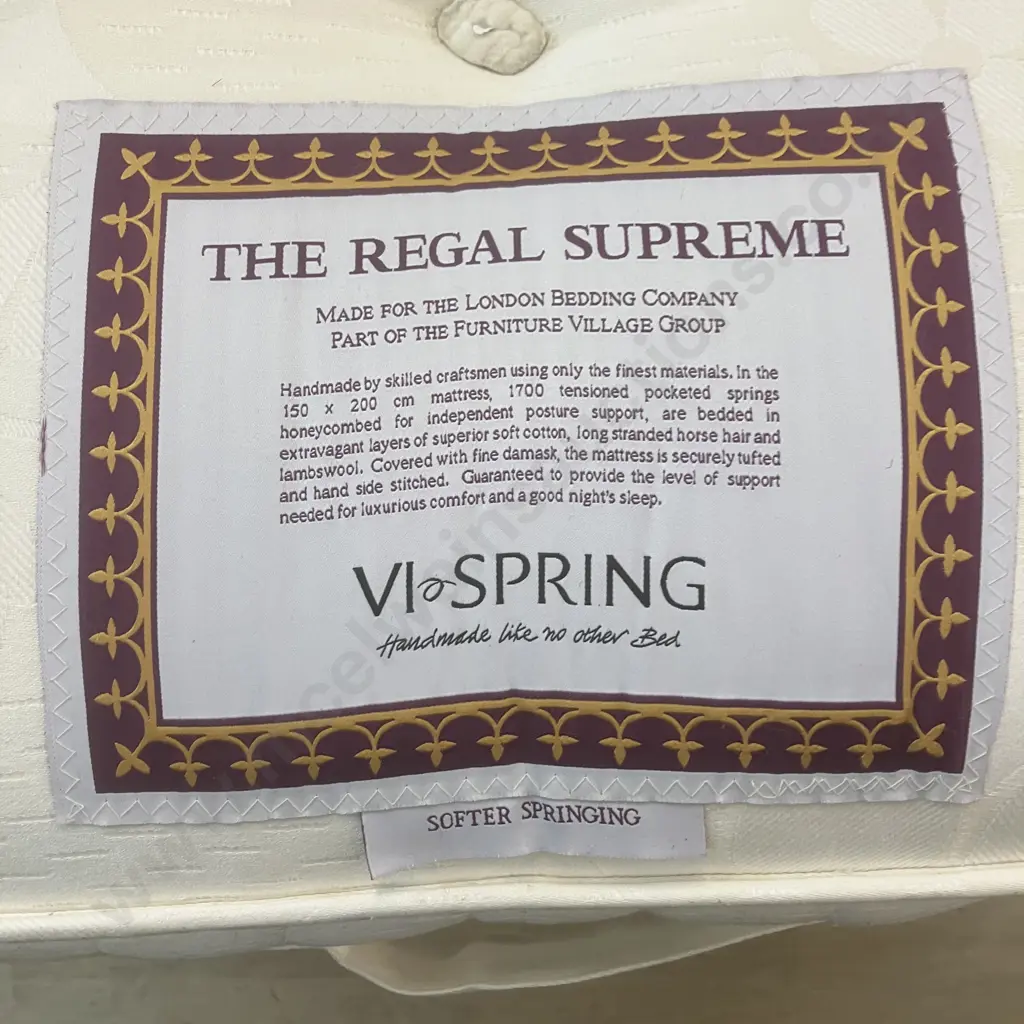 THE REGAL SUPREME
MADE FOR THE LONDON BEDDING COMPANY
PART OF THE FURNITURE VILLAGE GROUP
Handmade by skilled craftsmen using only the finest materials. In the
150 x 200 cm mattress, 1700 tensioned pocketed springs
honeycombed for independent posture support, are bedded in
extravagant layers of superior soft cotton, long stranded horse hair and
lambswool. Covered with fine damask, the mattress is securely tufted
and hand side stitched. Guaranteed to provide the level of support
needed for luxurious comfort and a good night's sleep.
VI SPRING
Handmade like no other Bed
SOFTER SPRINGING